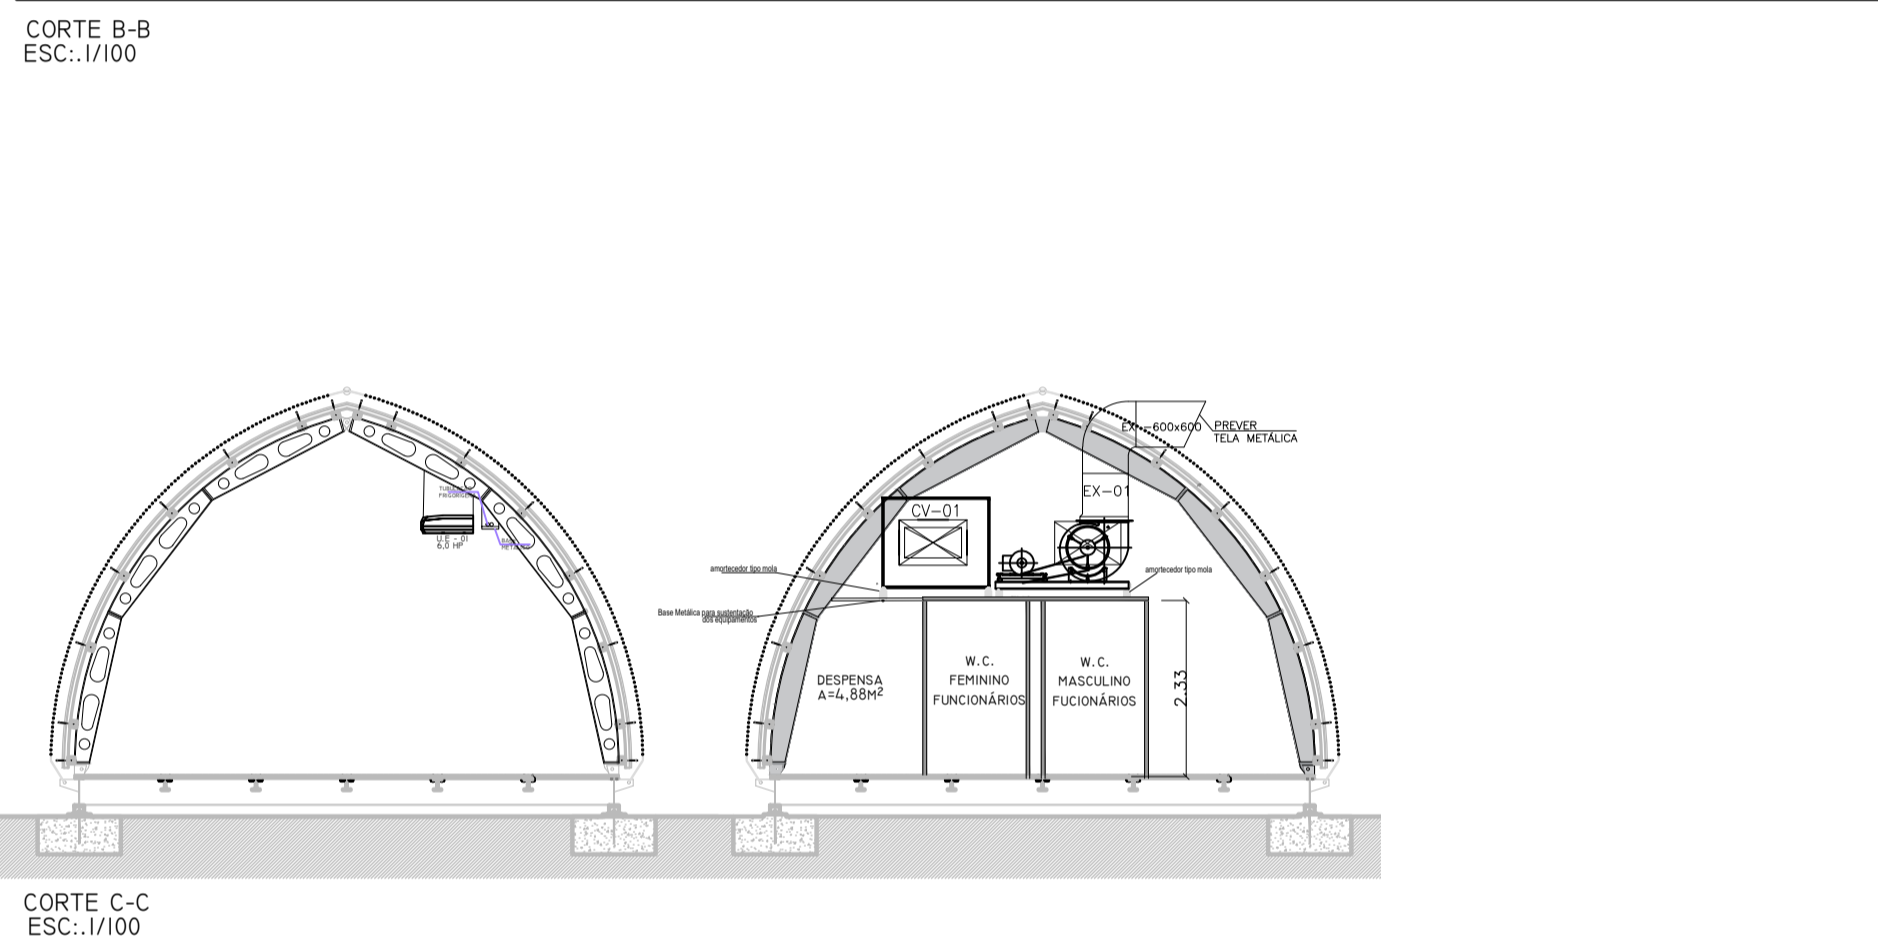 CORTE B-B
ESC:.1/100
U.E - 01
6,0 HP
EX.-600x600
PREVER
TELA METÁLICA
EX-01
CV-01
amortecedor tipo mola
amortecedor tipo mola
Base Metálica para sustentação
dos equipamentos
DESPENSA
A=4,88M²
W.C.
FEMININO
FUNCIONÁRIOS
W.C.
MASCULINO
FUCIONÁRIOS
2.33
CORTE C-C
ESC:.1/100